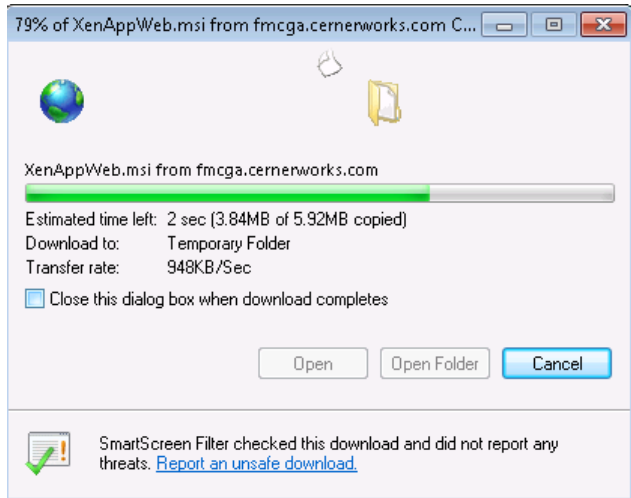 79% of XenAppWeb.msi from fmcga.cernerworks.com C...
XenAppWeb.msi from fmcga.cernerworks.com
Estimated time left: 2 sec (3.84MB of 5.92MB copied)
Download to: Temporary Folder
Transfer rate: 948KB/Sec
Close this dialog box when download completes
Open Open Folder Cancel
SmartScreen Filter checked this download and did not report any
threats. Report an unsafe download.